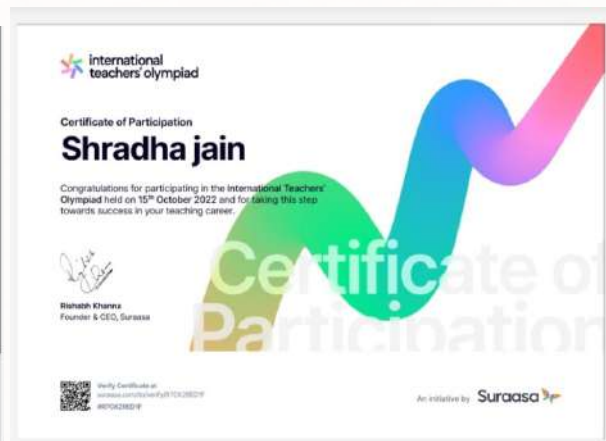 international
teachers' olympiad
Certificate of Participation
Shradha jain
Congratulations for participating in the International Teachers'
Olympiad held on 15th October 2022 and for taking this step
towards success in your teaching career.
Certificate of
Participation
Rishabh Khanna
Founder & CEO, Suraasa
Verify Certificate at
An initiative by Suraasa